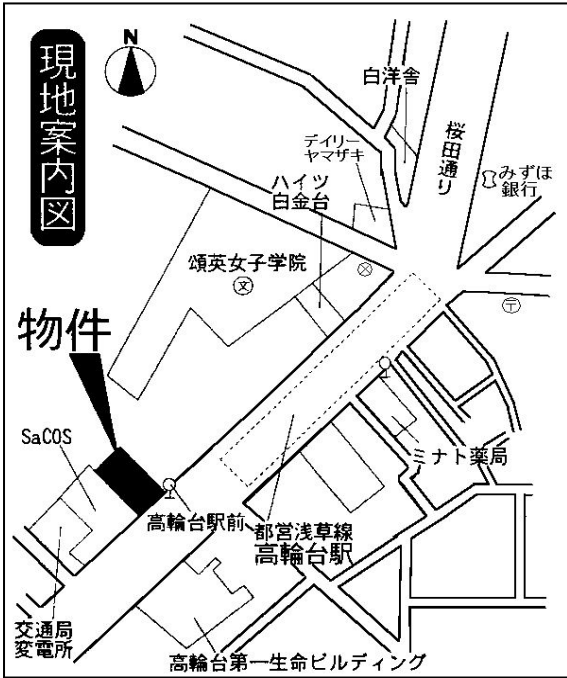 現地案内図
N
白洋舎
桜田通り
デイリー
ヤマザキ
みずほ
銀行
ハイツ
白金台
頌英女子学院
文
〒
物件
SaCOS
ミナト薬局
高輪台駅前
都営浅草線
高輪台駅
交通局
変電所
高輪台第一生命ビルディング